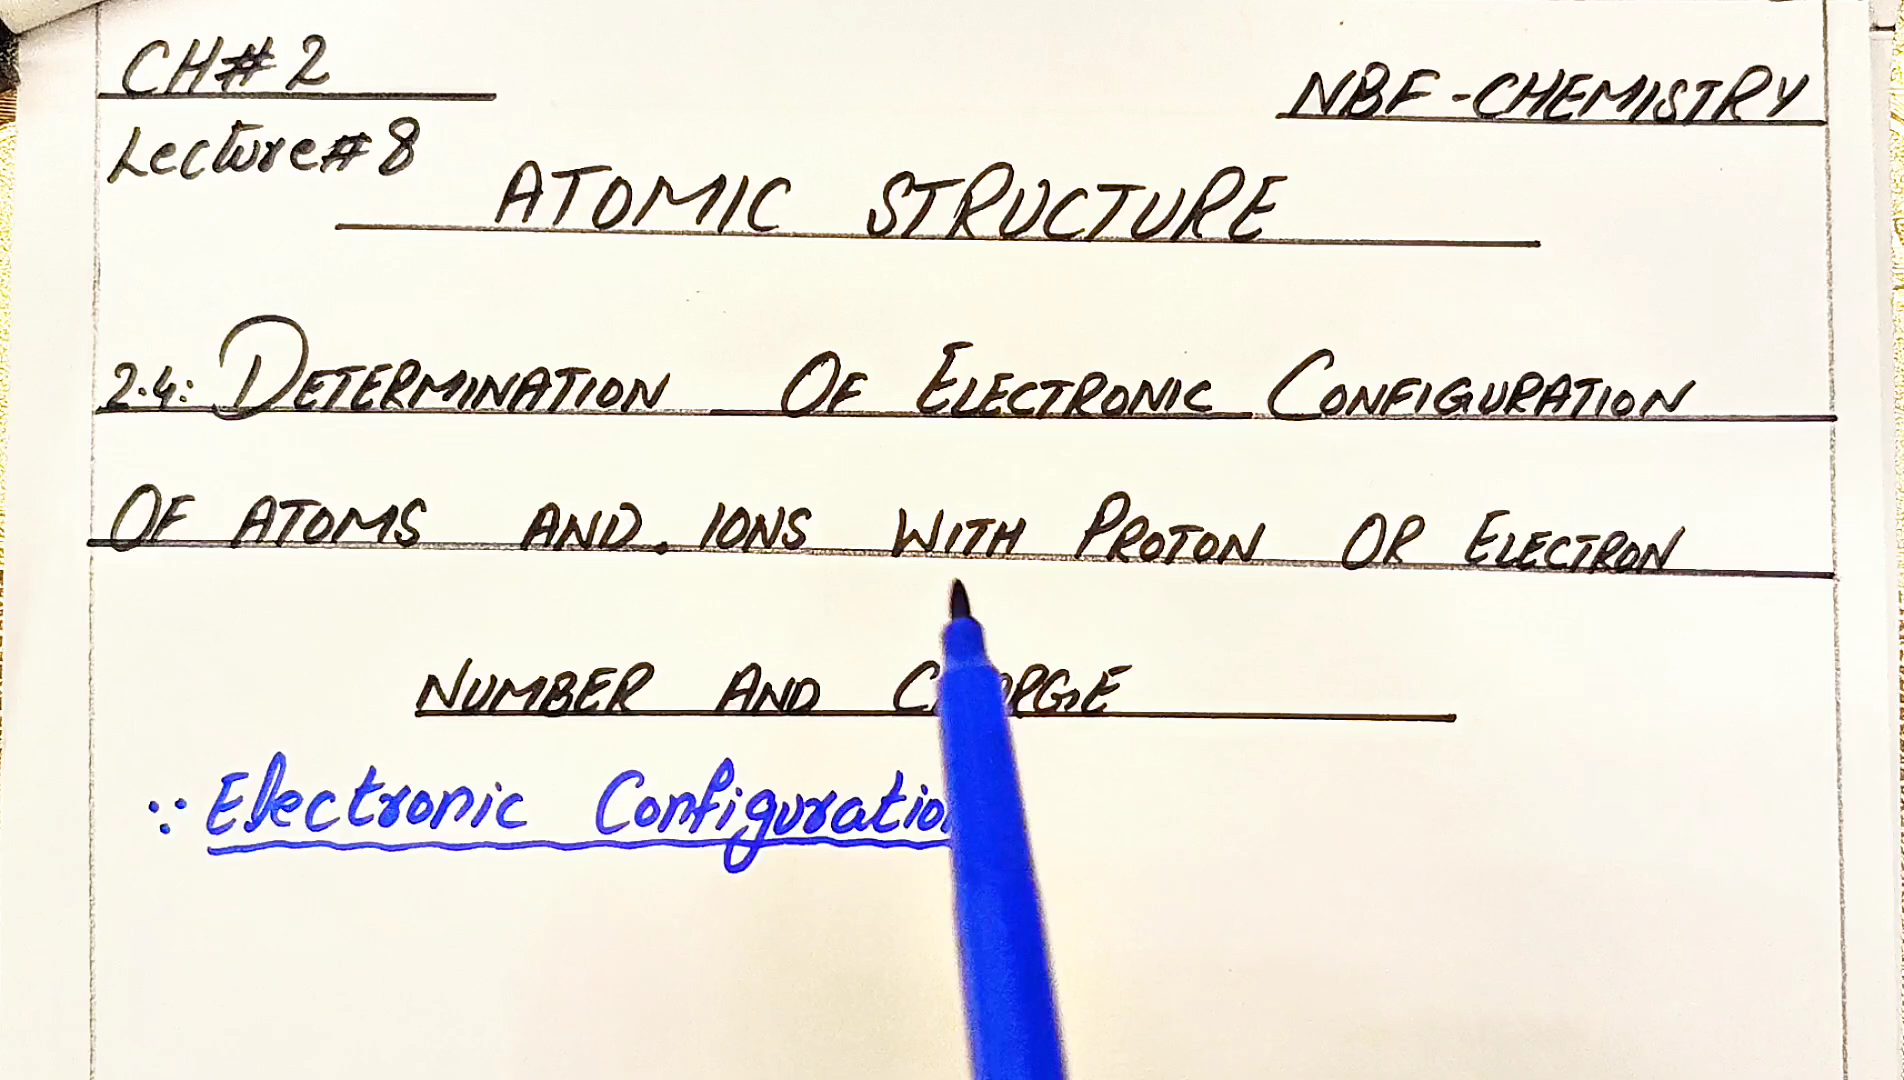 CH# 2
NBF-CHEMISTRY
Lecture#8
ATOMIC STRUCTURE
2.4: DETERMINATION OF ELECTRONIC CONFIGURATION
OF ATOMS AND. IONS WITH PROTON OR ELECTRON
NUMBER AND
Electronic